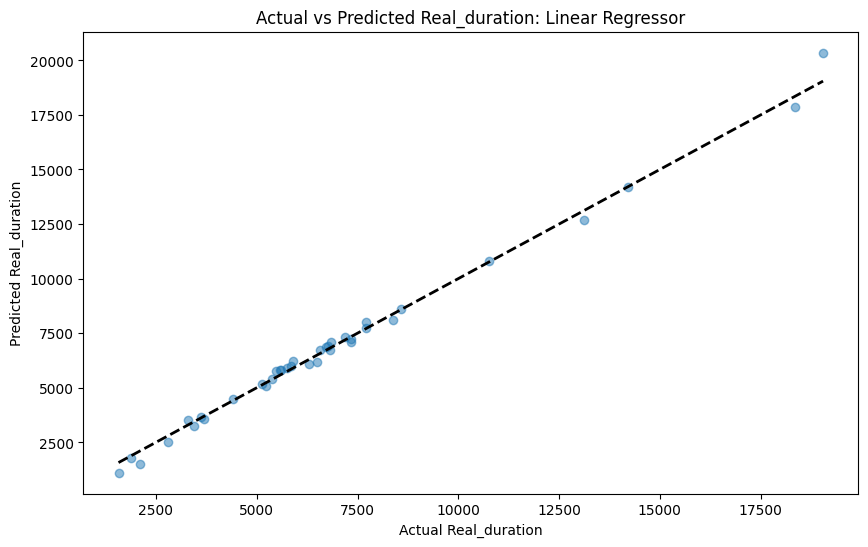 Actual vs Predicted Real_duration: Linear Regressor
Predicted Real_duration
20000
17500
15000
12500
10000
7500
5000
2500
2500 5000 7500 10000 12500 15000 17500
Actual Real_duration